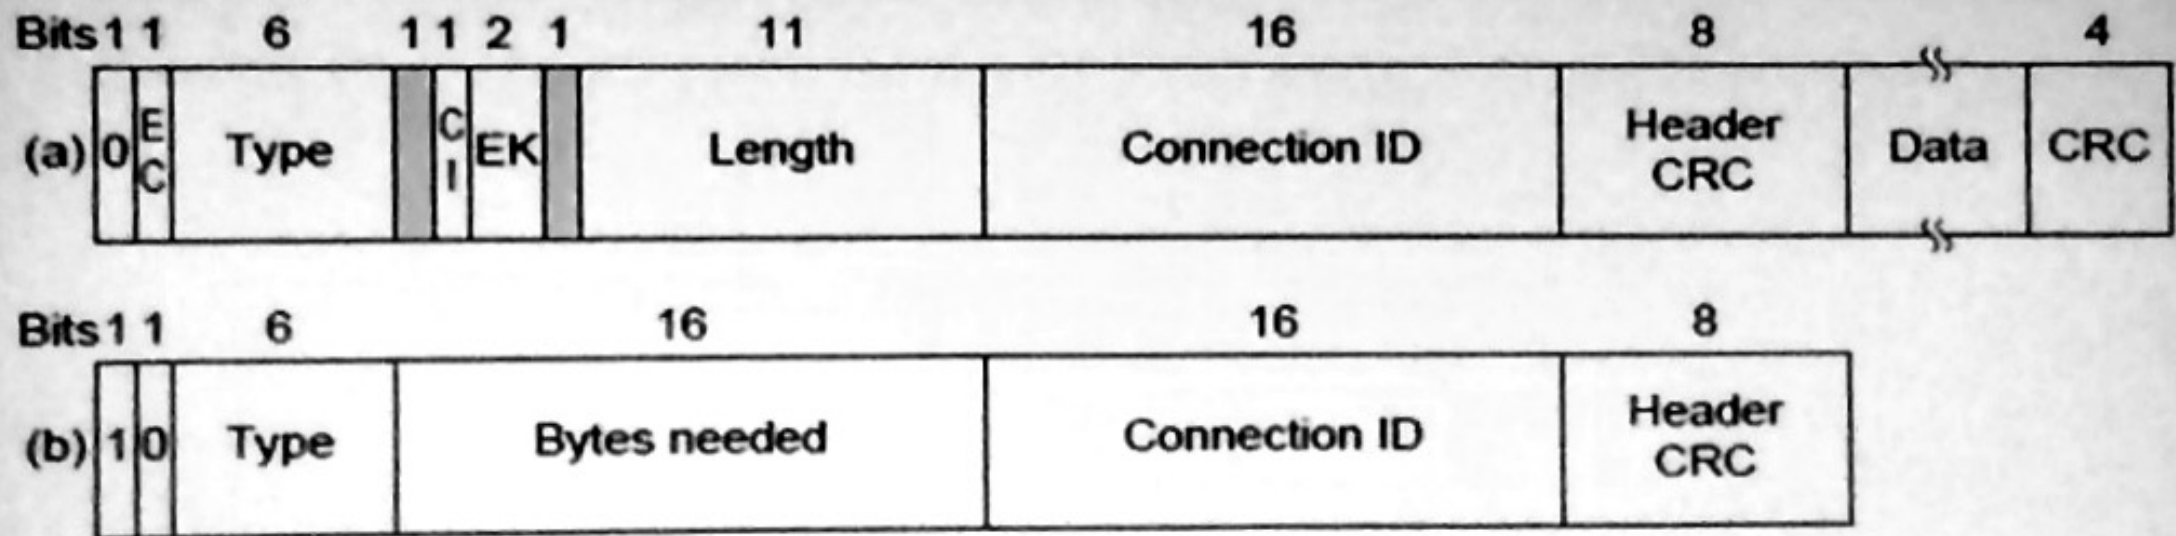 Bits 1 1 6 1 1 2 1 11 16 8 4
(a) 0 EC Type CI EK Length Connection ID Header CRC Data CRC
Bits 1 1 6 16 16 8
(b) 1 0 Type Bytes needed Connection ID Header CRC